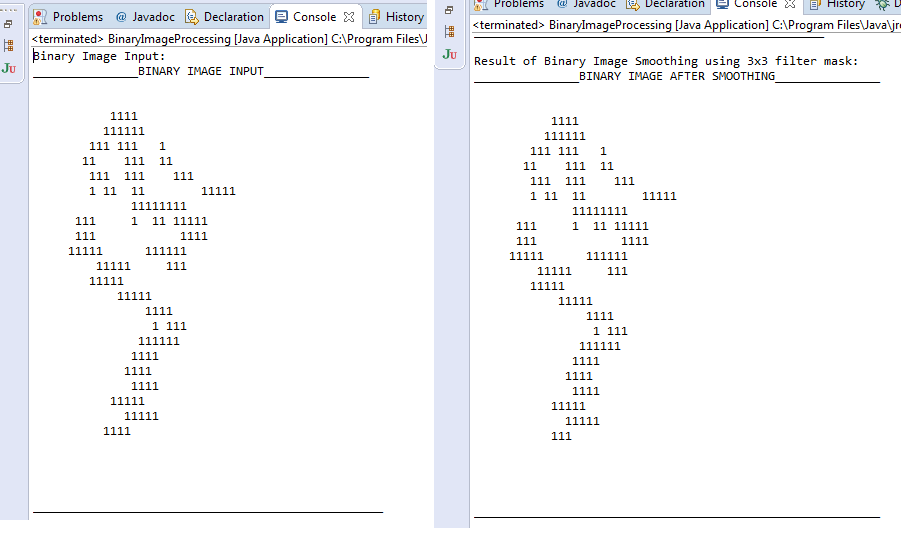 Problems @ Javadoc Declaration Console History
<terminated> BinaryImageProcessing [Java Application] C:\Program Files\J
Binary Image Input:
_______________BINARY IMAGE INPUT_______________
1111
111111
111 111   1
11    111  11
111  111    111
1 11  11        11111
11111111
111     1  11 11111
111            1111
11111      111111
11111     111
11111
11111
1111
1 111
111111
1111
1111
1111
11111
11111
1111
Ju
Problems @ Javadoc Declaration Console History
<terminated> BinaryImageProcessing [Java Application] C:\Program Files\Java\jr
Result of Binary Image Smoothing using 3x3 filter mask:
_______________BINARY IMAGE AFTER SMOOTHING_______________
1111
111111
111 111   1
11    111  11
111  111    111
1 11  11        11111
11111111
111     1  11 11111
111            1111
11111      111111
11111     111
11111
11111
1111
1 111
111111
1111
1111
1111
11111
11111
111
Ju